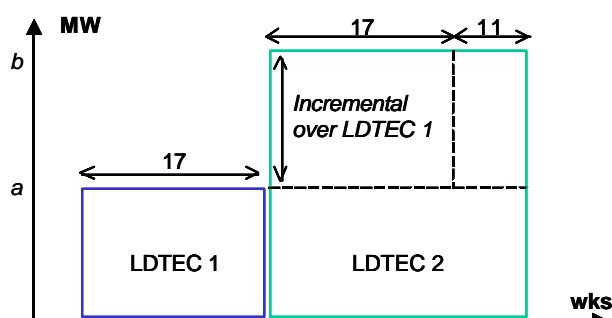 MW
17
11
b
Incremental
over LDTEC 1
17
a
LDTEC 1
LDTEC 2
wks